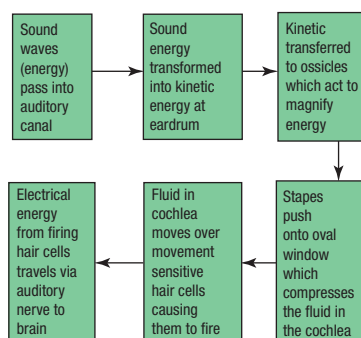 Sound
waves
(energy)
pass into
auditory
canal
Sound
energy
transformed
into kinetic
energy at
eardrum
Kinetic
transferred
to ossicles
which act to
magnify
energy
Stapes
push
onto oval
window
which
compresses
the fluid in
the cochlea
Fluid in
cochlea
moves over
movement
sensitive
hair cells
causing
them to fire
Electrical
energy
from firing
hair cells
travels via
auditory
nerve to
brain